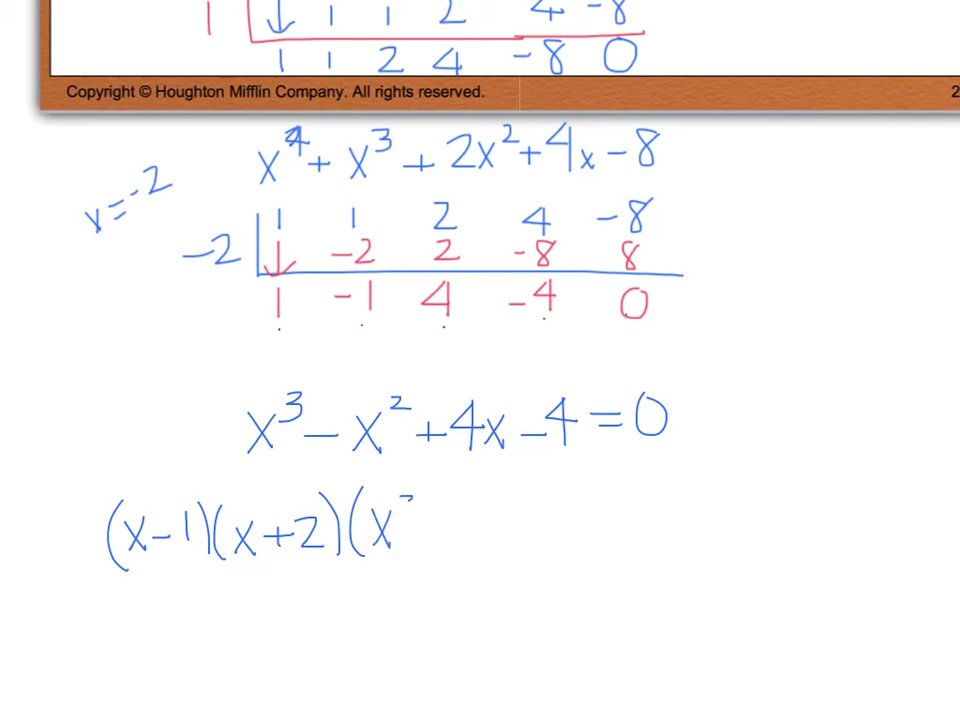 1 ↓ 1 1 2 4 -8
1 1 2 4 -8 0
Copyright © Houghton Mifflin Company. All rights reserved. 2
x⁴ + x³ + 2x² + 4x - 8
x = -2
-2 1 1 2 4 -8
↓ -2 2 -8 8
1 -1 4 -4 0
x³ - x² + 4x - 4 = 0
(x-1)(x+2)(x